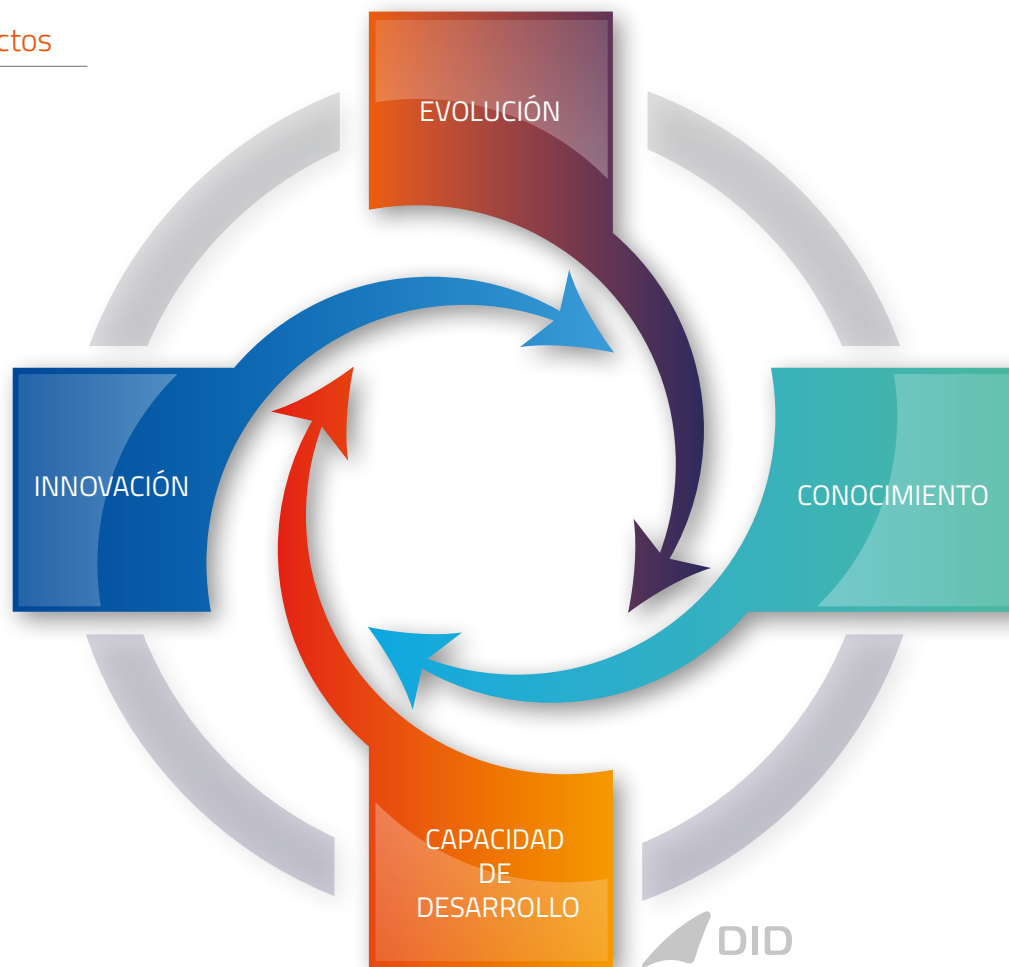 ctos
EVOLUCIÓN
INNOVACIÓN
CONOCIMIENTO
CAPACIDAD
DE
DESARROLLO
DID